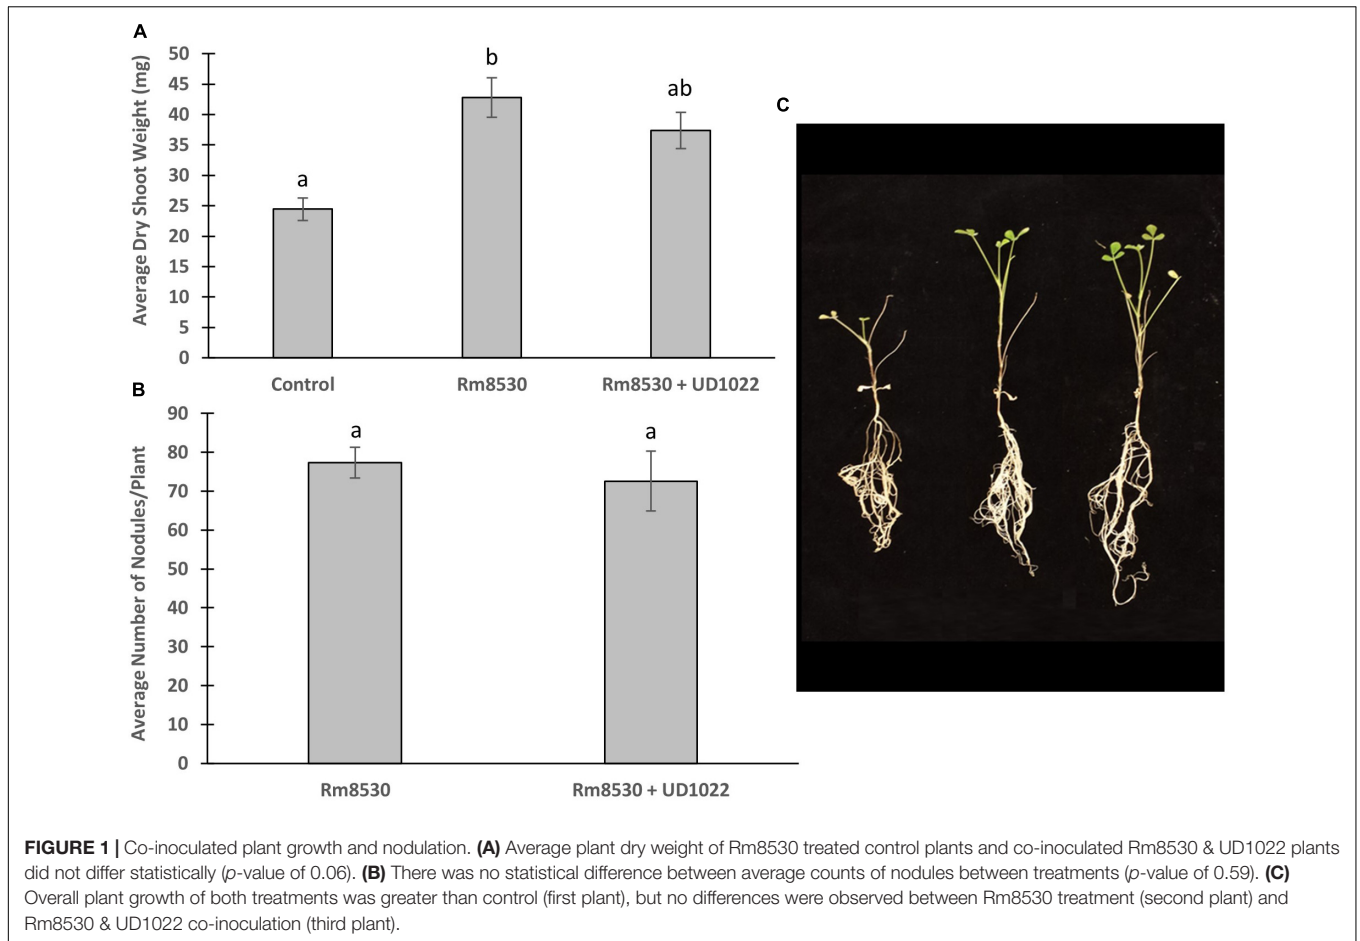 A
Average Dry Shoot Weight (mg)
50
45
40
35
30
25
20
15
10
5
0
a
b
ab
Control
Rm8530
Rm8530 + UD1022
B
Average Number of Nodules/Plant
90
80
70
60
50
40
30
20
10
0
a
a
Rm8530
Rm8530 + UD1022
C
FIGURE 1 | Co-inoculated plant growth and nodulation. (A) Average plant dry weight of Rm8530 treated control plants and co-inoculated Rm8530 & UD1022 plants
did not differ statistically (p-value of 0.06). (B) There was no statistical difference between average counts of nodules between treatments (p-value of 0.59). (C)
Overall plant growth of both treatments was greater than control (first plant), but no differences were observed between Rm8530 treatment (second plant) and
Rm8530 & UD1022 co-inoculation (third plant).